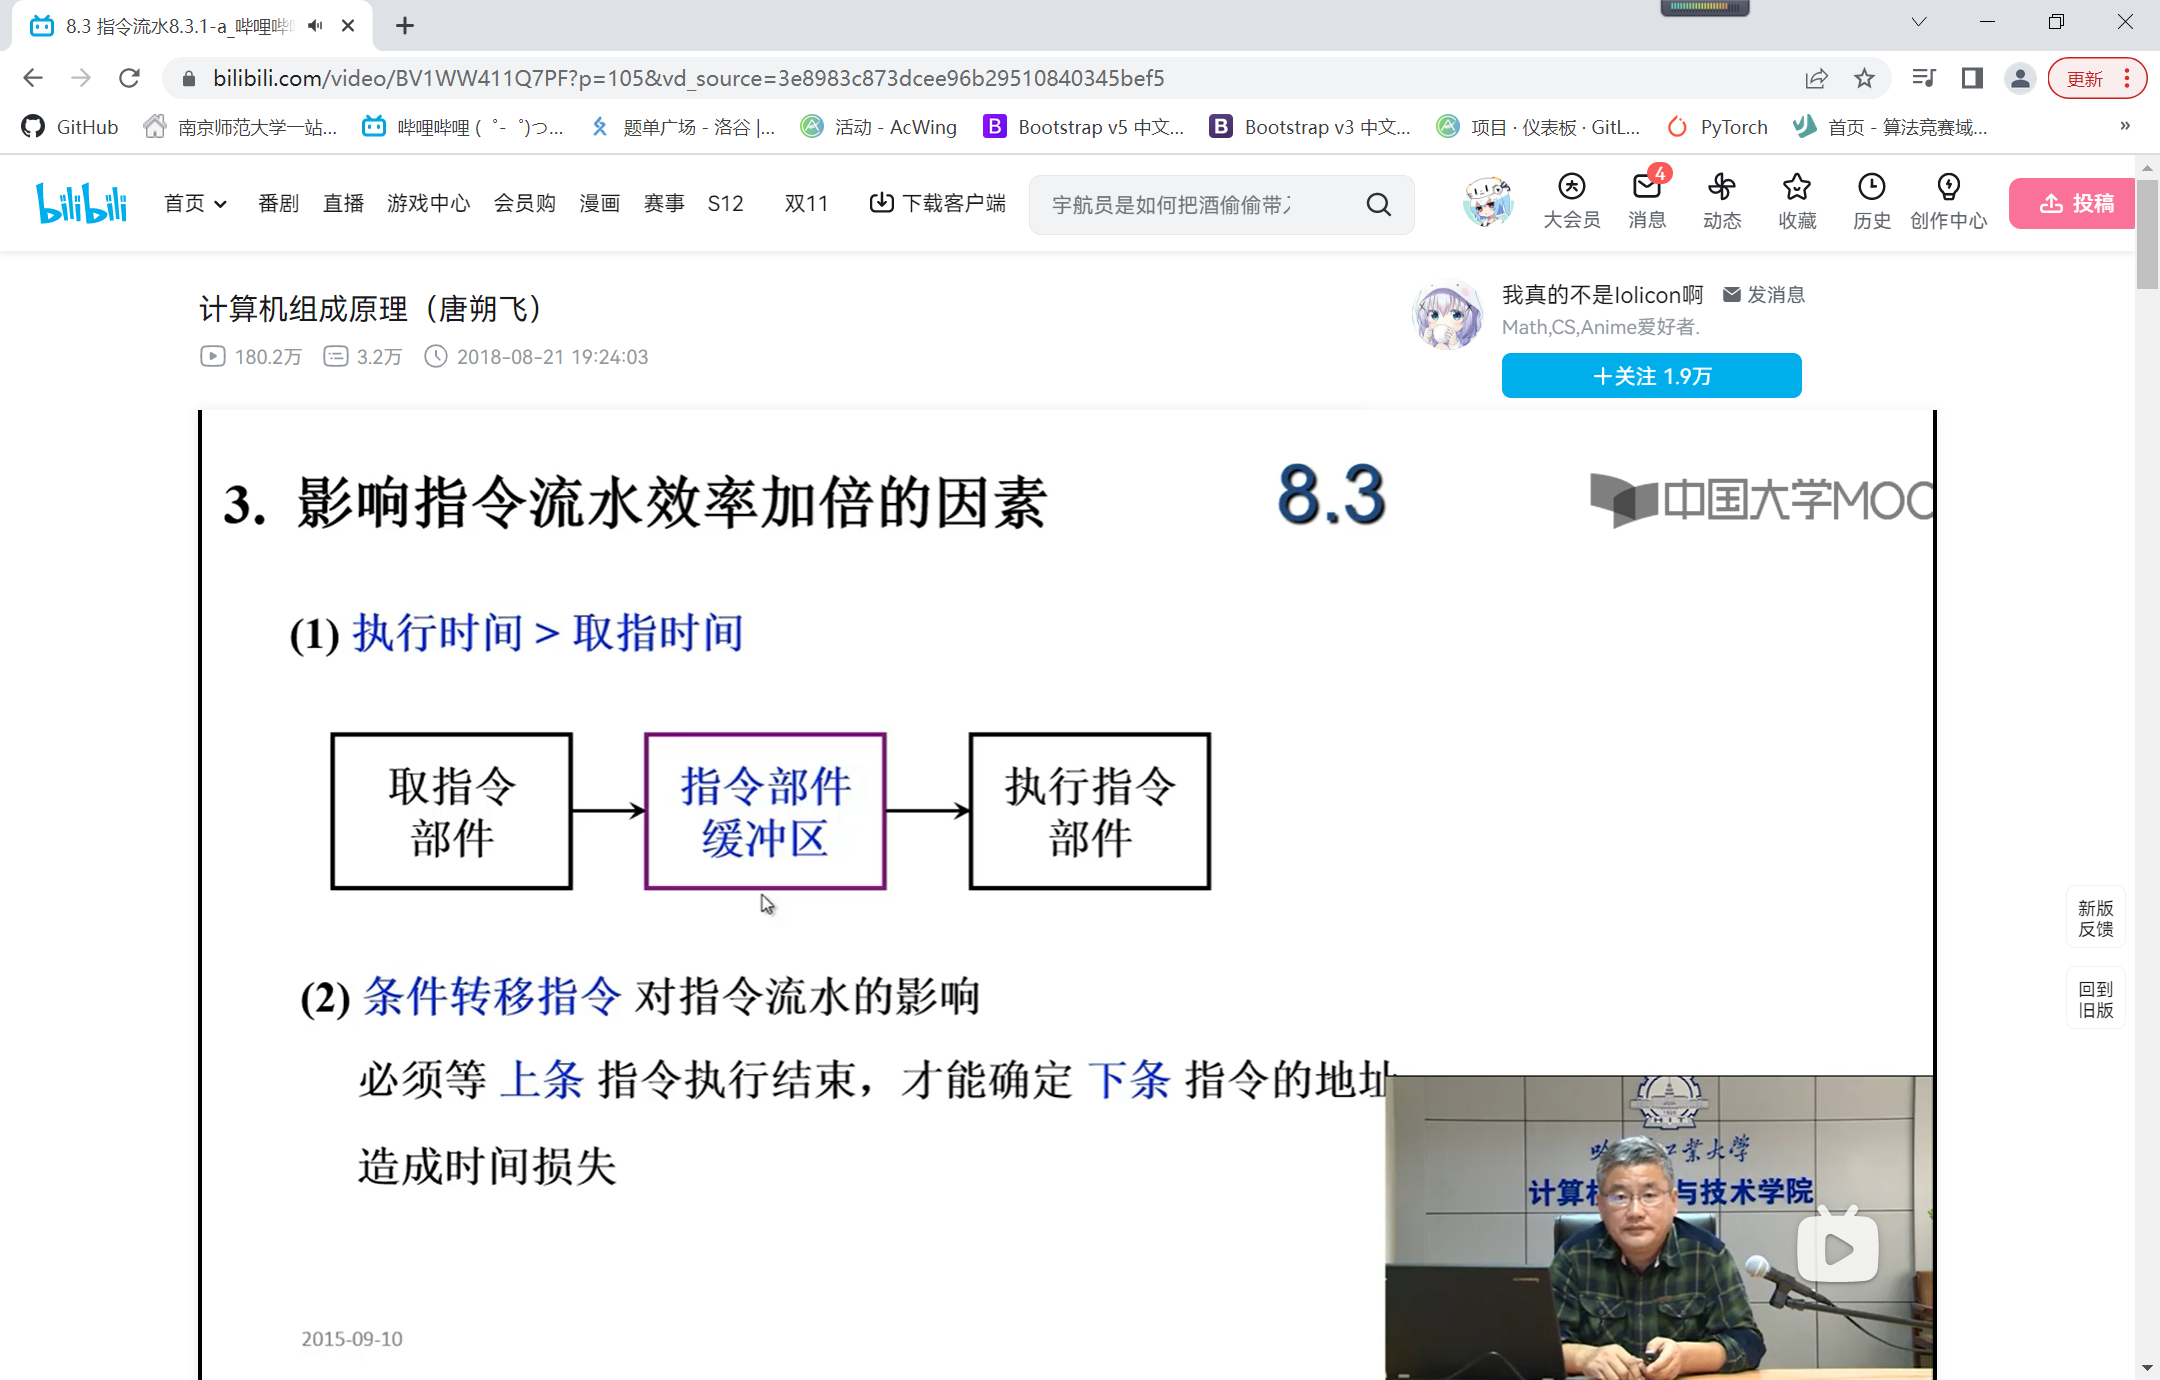 8.3 指令流水8.3.1-a_哔哩哔
bilibili.com/video/BV1WW411Q7PF?p=105&vd_source=3e8983c873dcee96b29510840345bef5
更新
GitHub 南京师范大学一站... 哔哩哔哩 (゜-゜)つ... 题单广场 - 洛谷 |... 活动 - AcWing Bootstrap v5 中文... Bootstrap v3 中文... 项目 · 仪表板 · GitL... PyTorch 首页 - 算法竞赛域... »
bilibili 首页 番剧 直播 游戏中心 会员购 漫画 赛事 S12 双11 下载客户端 宇航员是如何把酒偷偷带 大会员 4 消息 动态 收藏 历史 创作中心 投稿
计算机组成原理（唐朔飞）
180.2万 3.2万 2018-08-21 19:24:03
我真的不是lolicon啊 发消息
Math,CS,Anime爱好者.
+关注 1.9万
3. 影响指令流水效率加倍的因素 8.3 中国大学MOO
(1) 执行时间 > 取指时间
取指令
部件
指令部件
缓冲区
执行指令
部件
(2) 条件转移指令 对指令流水的影响
必须等 上条 指令执行结束，才能确定 下条 指令的地址
造成时间损失
HIT
工业大学
计算 与技术学院
2015-09-10
新版
反馈
回到
旧版